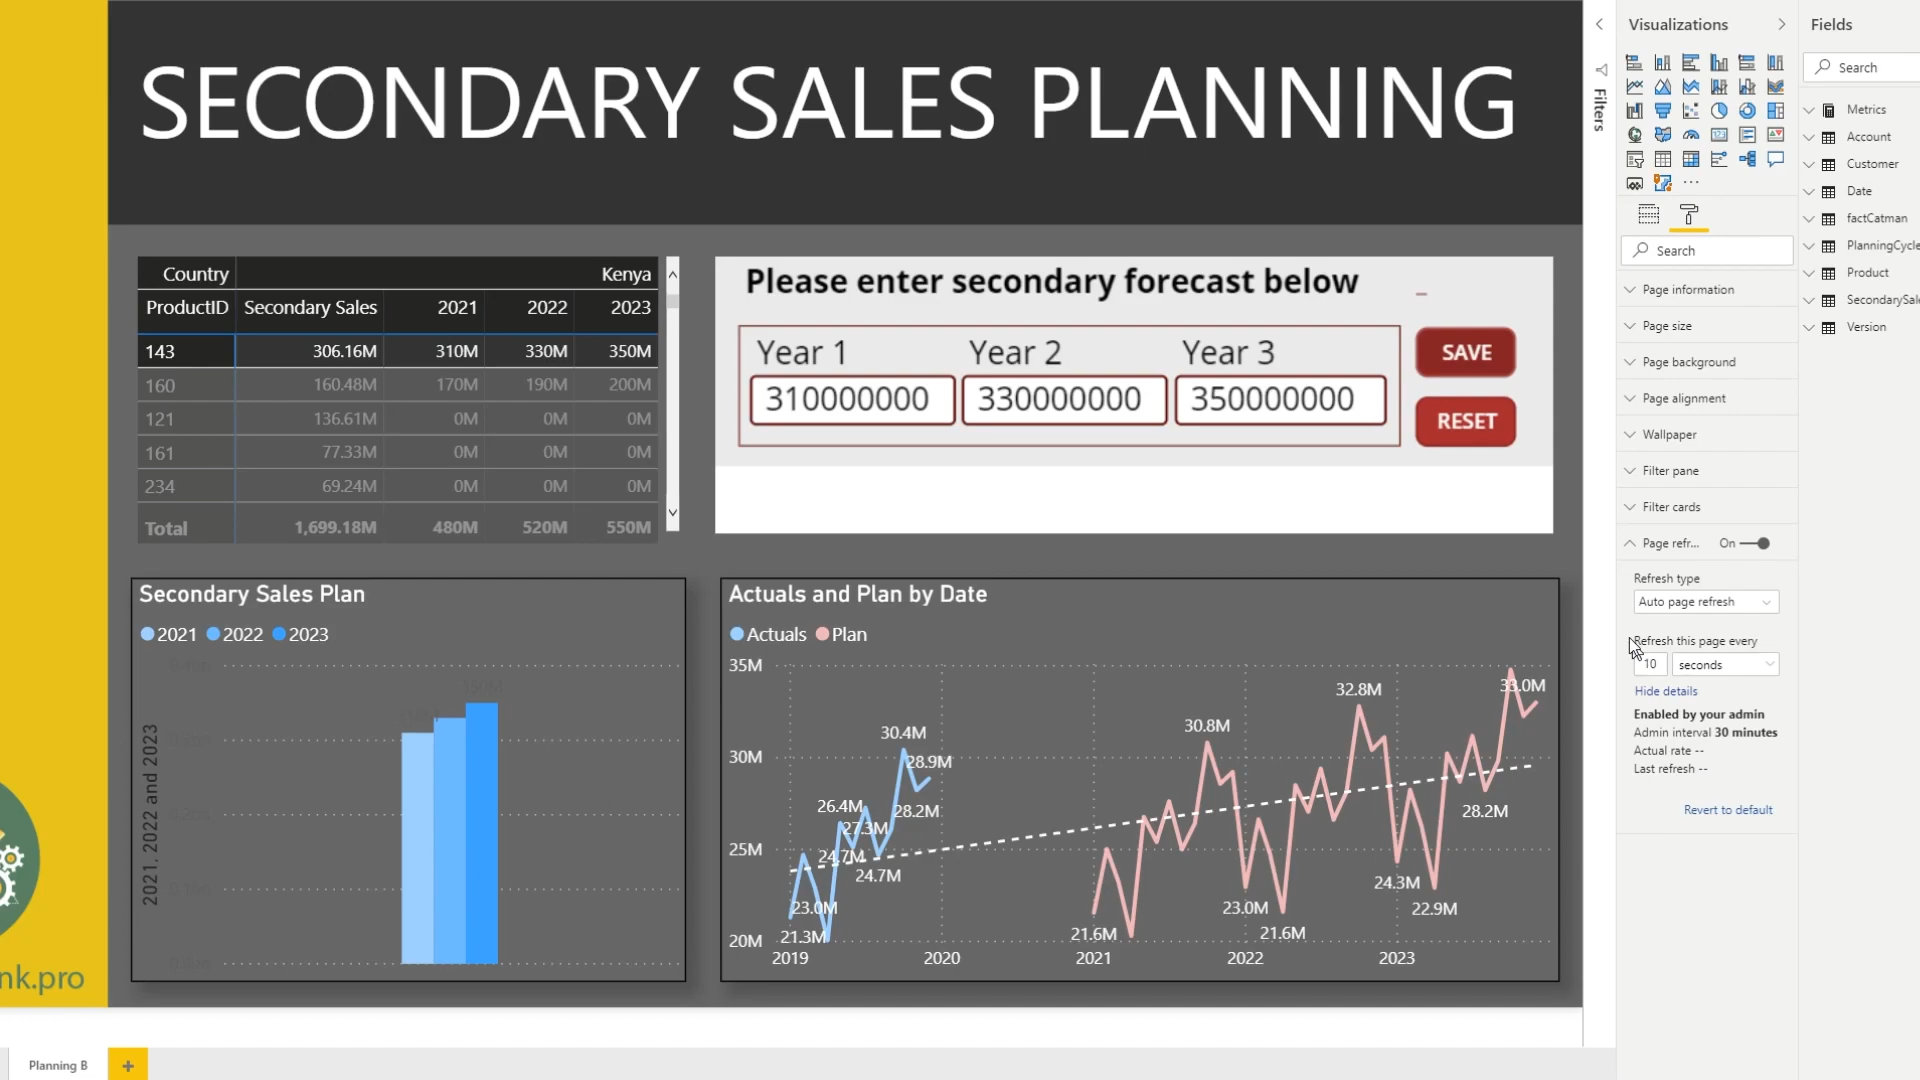 SECONDARY SALES PLANNING
Country Kenya
ProductID Secondary Sales 2021 2022 2023
143 306.16M 310M 330M 350M
160 160.48M 170M 190M 200M
121 136.61M 0M 0M 0M
161 77.33M 0M 0M 0M
234 69.24M 0M 0M 0M
Total 1,699.18M 480M 520M 550M
Please enter secondary forecast below
Year 1 Year 2 Year 3
310000000 330000000 350000000
SAVE
RESET
Secondary Sales Plan
2021 2022 2023
2021, 2022 and 2023
Actuals and Plan by Date
Actuals Plan
35M
30M
25M
20M
21.3M
23.0M
24.7M
26.4M
27.3M
24.7M
30.4M
28.9M
28.2M
21.6M
30.8M
23.0M
21.6M
32.8M
24.3M
22.9M
28.2M
33.0M
2019 2020 2021 2022 2023
nk.pro
Planning B
+
Filters
Visualizations
Search
Page information
Page size
Page background
Page alignment
Wallpaper
Filter pane
Filter cards
Page refr... On
Refresh type
Auto page refresh
Refresh this page every
10 seconds
Hide details
Enabled by your admin
Admin interval 30 minutes
Actual rate --
Last refresh --
Revert to default
Fields
Search
Metrics
Account
Customer
Date
factCatman
PlanningCycle
Product
SecondarySale
Version